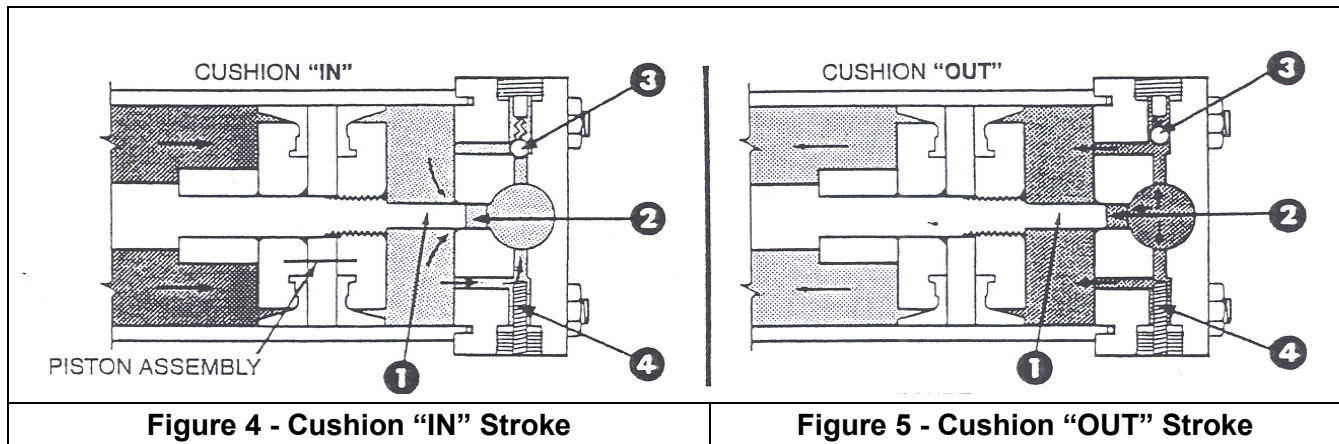 CUSHION “IN”
3
2
PISTON ASSEMBLY
1
4
CUSHION "OUT"
3
2
1
4
Figure 4 - Cushion “IN” Stroke
Figure 5 - Cushion “OUT” Stroke